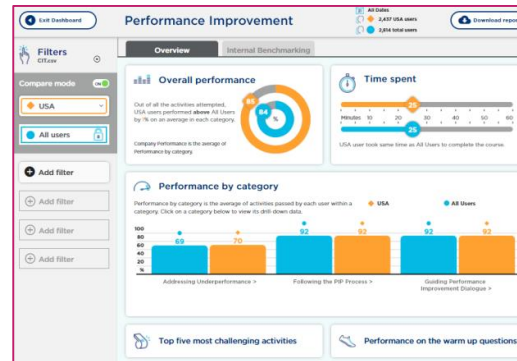 Exit Dashboard
Performance Improvement
All Dates
2,437 USA users
2,814 total users
Download report
Filters
CIT.csv
Overview
Internal Benchmarking
Compare mode
ON
USA
All users
Add filter
Add filter
Add filter
Add filter
Overall performance
Out of all the activities attempted,
USA users performed above All Users
by 1% on an average in each category.
Company Performance is the average of
Performance by category.
85
84
%
Time spent
25
Minutes 10 20 30 40 50 60
25
USA user took same time as All Users to complete the course.
Performance by category
Performance by category is the average of activities passed by each user within a
category. Click on a category below to view its drill-down data.
USA
All Users
100
80
60
40
20
%
69
70
92
92
92
92
Addressing Underperformance >
Following the PIP Process >
Guiding Performance
Improvement Dialogue >
Top five most challenging activities
Performance on the warm up questions